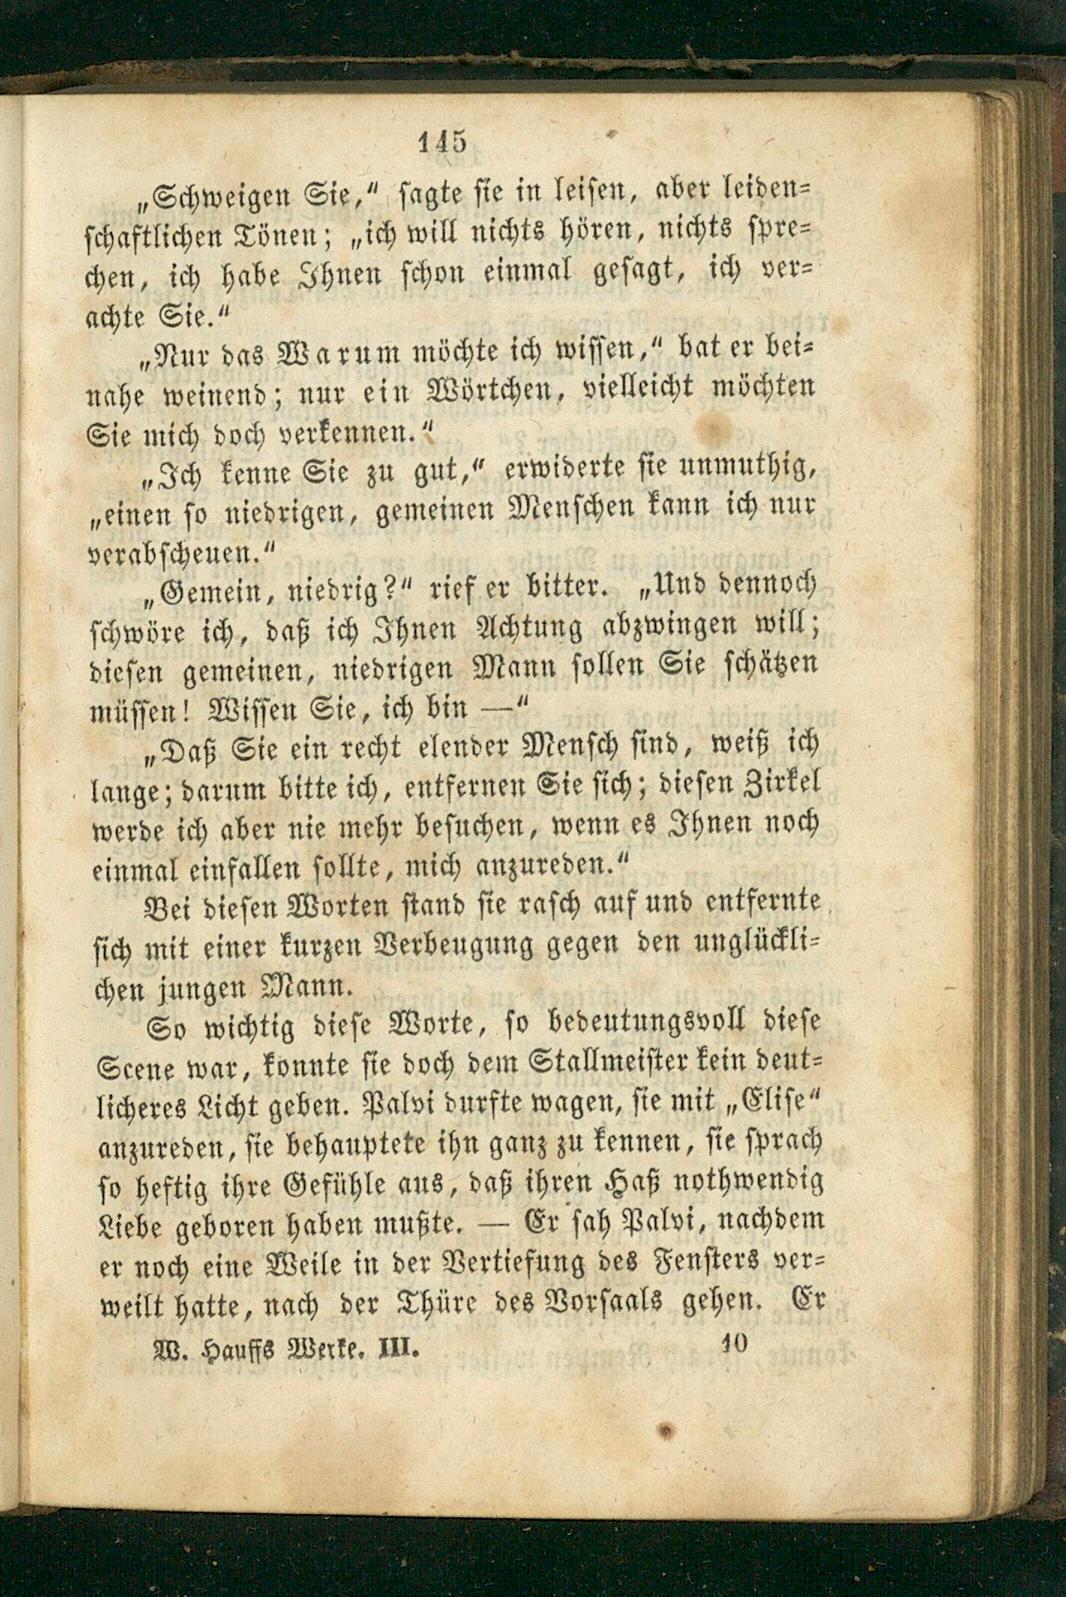 145
„Schweigen Sie,“ sagte sie in leisen, aber leiden-
schaftlichen Tönen; „ich will nichts hören, nichts spre-
chen, ich habe Ihnen schon einmal gesagt, ich ver-
achte Sie.“
„Nur das Warum möchte ich wissen,“ bat er bei-
nahe weinend; nur ein Wörtchen, vielleicht möchten
Sie mich doch verkennen.“
„Ich kenne Sie zu gut,“ erwiderte sie unmuthig,
„einen so niedrigen, gemeinen Menschen kann ich nur
verabscheuen.“
„Gemein, niedrig?“ rief er bitter. „Und dennoch
schwöre ich, daß ich Ihnen Achtung abzwingen will;
diesen gemeinen, niedrigen Mann sollen Sie schätzen
müssen! Wissen Sie, ich bin —“
„Daß Sie ein recht elender Mensch sind, weiß ich
lange; darum bitte ich, entfernen Sie sich; diesen Zirkel
werde ich aber nie mehr besuchen, wenn es Ihnen noch
einmal einfallen sollte, mich anzureden.“
Bei diesen Worten stand sie rasch auf und entfernte
sich mit einer kurzen Verbeugung gegen den unglückli-
chen jungen Mann.
So wichtig diese Worte, so bedeutungsvoll diese
Scene war, konnte sie doch dem Stallmeister kein deut-
licheres Licht geben. Palvi durfte wagen, sie mit „Elise“
anzureden, sie behauptete ihn ganz zu kennen, sie sprach
so heftig ihre Gefühle aus, daß ihren Haß nothwendig
Liebe geboren haben mußte. — Er sah Palvi, nachdem
er noch eine Weile in der Vertiefung des Fensters ver-
weilt hatte, nach der Thüre des Vorsaals gehen. Er
W. Hauffs Werke. III. 10